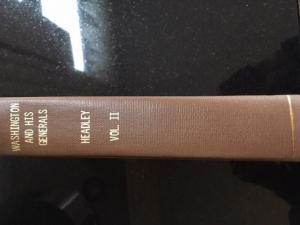 WASHINGTON
AND HIS
GENERALS
HEADLEY
VOL. II